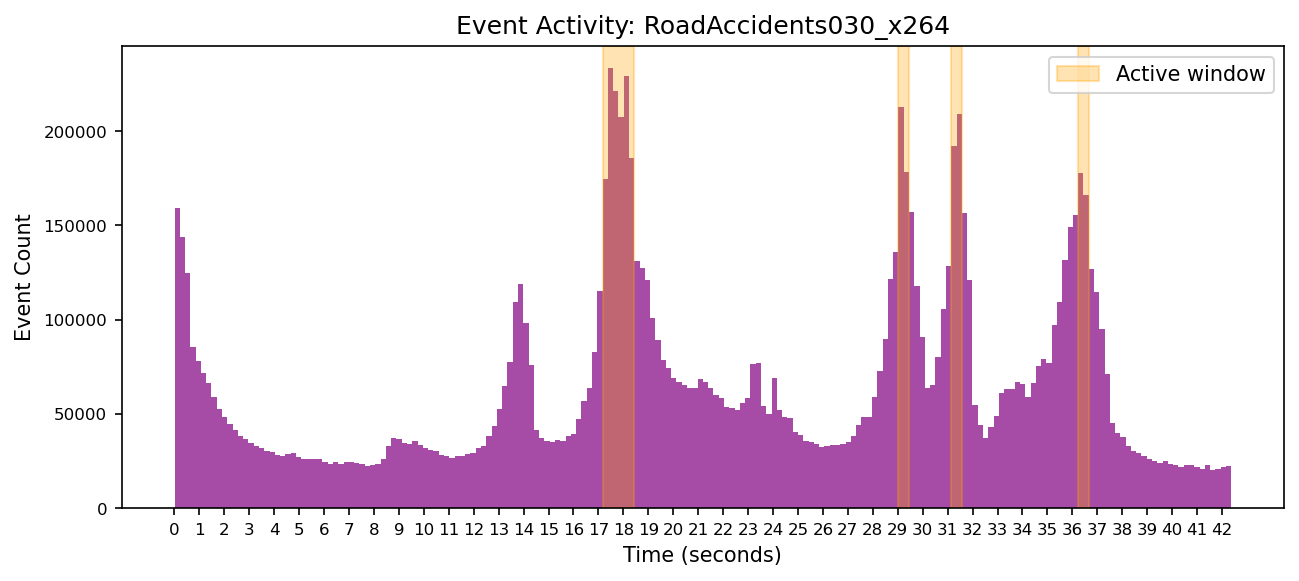 Event Activity: RoadAccidents030_x264
Active window
Event Count
200000
150000
100000
50000
0
0 1 2 3 4 5 6 7 8 9 10 11 12 13 14 15 16 17 18 19 20 21 22 23 24 25 26 27 28 29 30 31 32 33 34 35 36 37 38 39 40 41 42
Time (seconds)